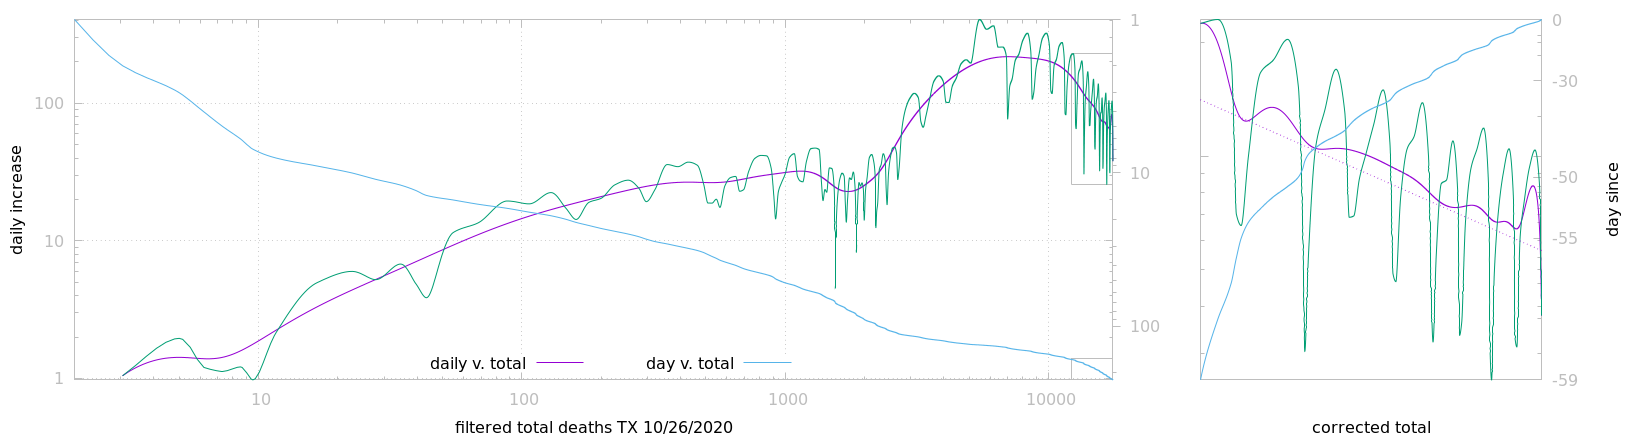 1
0
100
-30
daily increase
10
-50
day since
10
-55
100
daily v. total
day v. total
1
-59
10
100
1000
10000
filtered total deaths TX 10/26/2020
corrected total